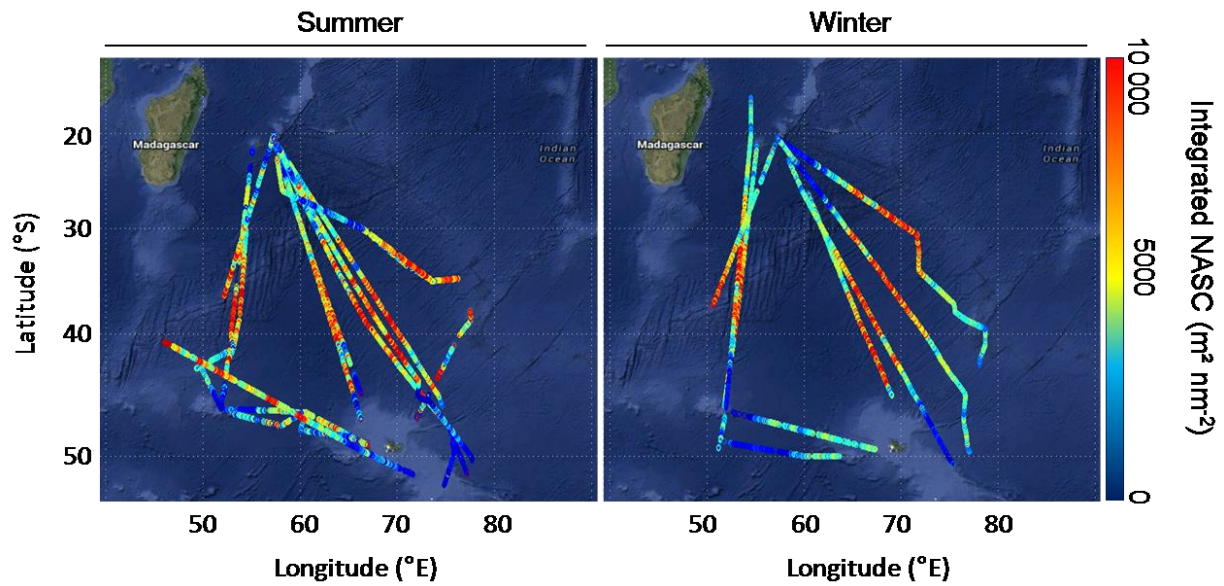 Summer
Winter
Madagascar
Indian
Ocean
Madagascar
Indian
Ocean
20
30
40
50
Latitude (°S)
50
60
70
80
50
60
70
80
Longitude (°E)
Longitude (°E)
10 000
5000
0
Integrated NASC (m² nm⁻²)